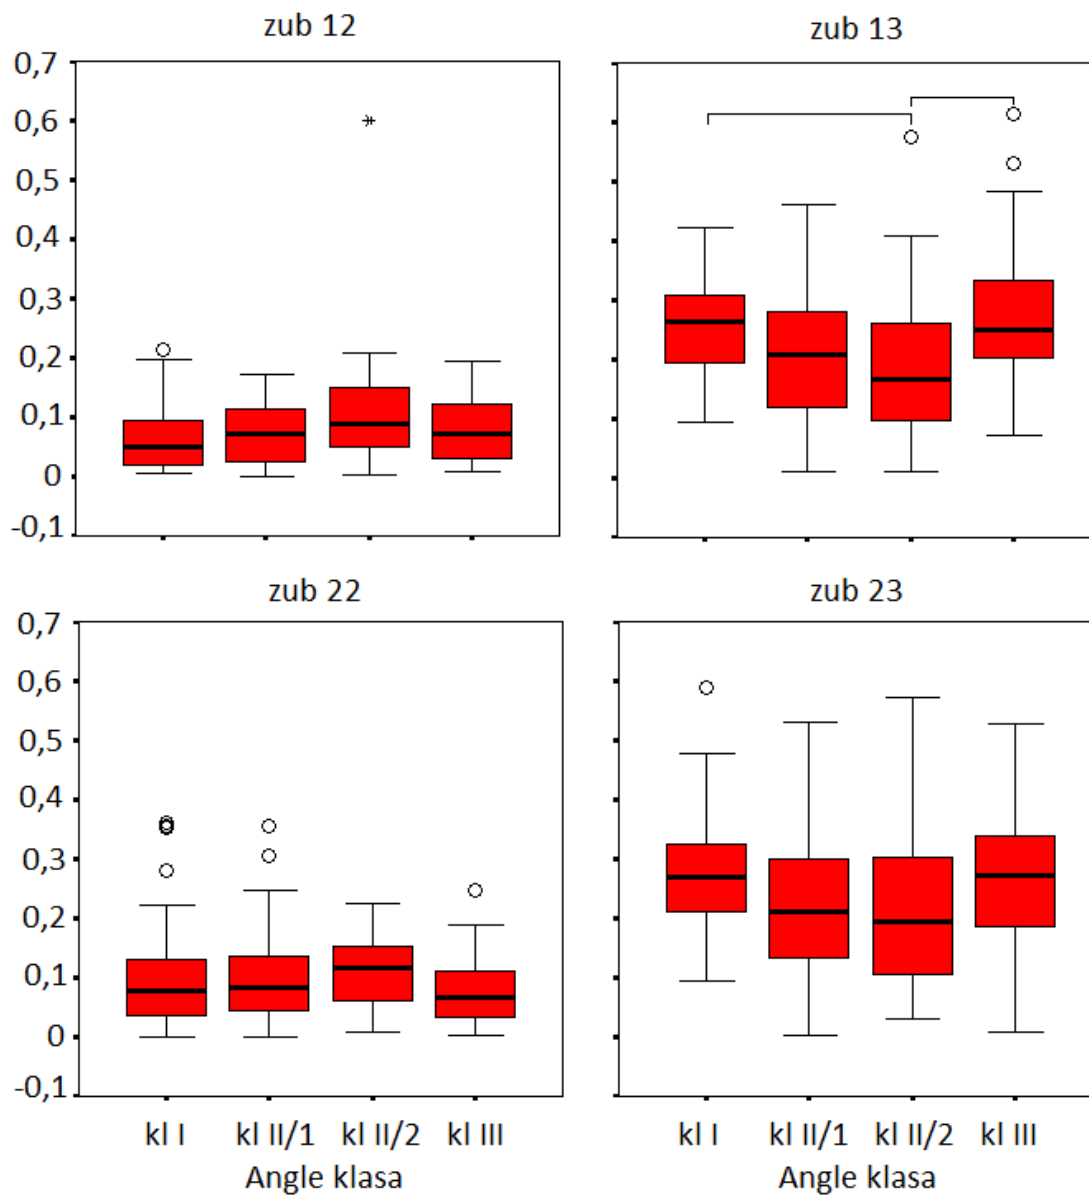 zub 12
zub 13
0,7
0,6
0,5
0,4
0,3
0,2
0,1
0
-0,1
zub 22
zub 23
0,7
0,6
0,5
0,4
0,3
0,2
0,1
0
-0,1
kl I kl II/1 kl II/2 kl III
kl I kl II/1 kl II/2 kl III
Angle klasa
Angle klasa